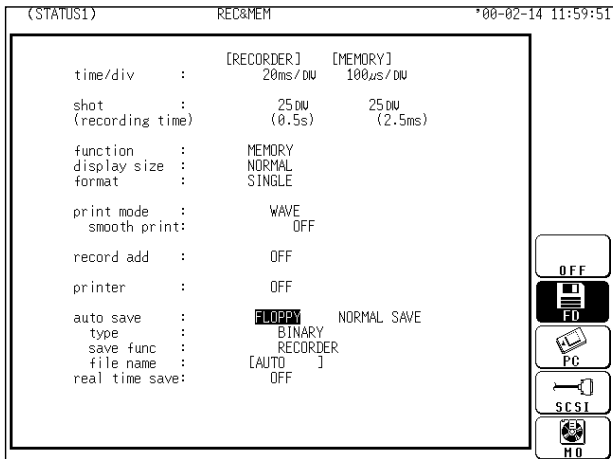 (STATUS1) REC&MEM '00-02-14 11:59:51
[RECORDER] [MEMORY]
time/div : 20ms/DIV 100µs/DIV
shot : 25DIV 25DIV
(recording time) (0.5s) (2.5ms)
function : MEMORY
display size : NORMAL
format : SINGLE
print mode : WAVE
smooth print: OFF
record add : OFF
printer : OFF
auto save : FLOPPY NORMAL SAVE
type : BINARY
save func : RECORDER
file name : [AUTO ]
real time save: OFF
OFF
FD
PC
SCSI
MO